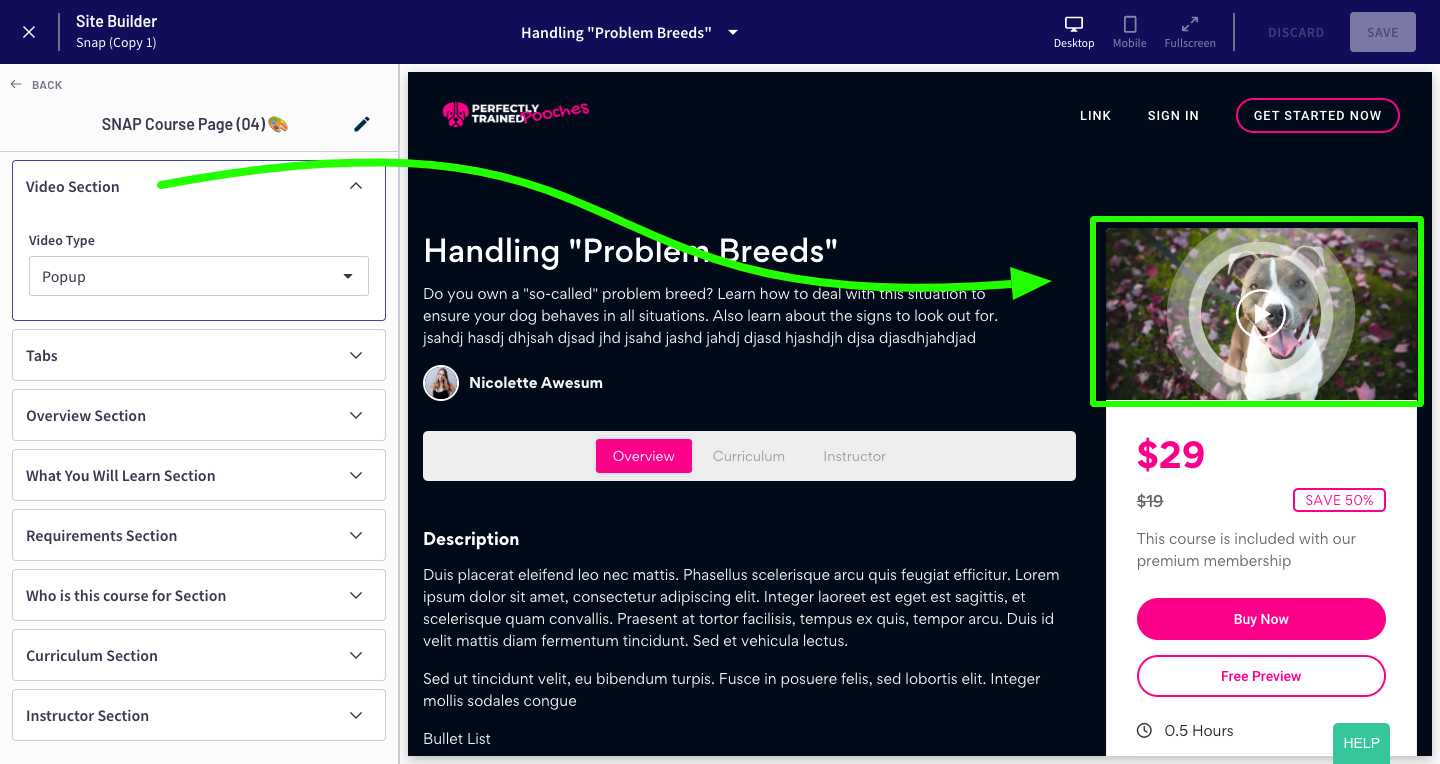 Site Builder
Snap (Copy 1)
Handling "Problem Breeds"
Desktop
Mobile
Fullscreen
DISCARD
SAVE
BACK
SNAP Course Page (04)🎨
Video Section
Video Type
Popup
Tabs
Overview Section
What You Will Learn Section
Requirements Section
Who is this course for Section
Curriculum Section
Instructor Section
PERFECTLY
TRAINED Pooches
LINK
SIGN IN
GET STARTED NOW
Handling "Problem Breeds"
Do you own a "so-called" problem breed? Learn how to deal with this situation to
ensure your dog behaves in all situations. Also learn about the signs to look out for.
jsahdj hasdj dhjsah djsad jhd jsahd jashd jahdj djasd hjashdjh djsa djasdhjahdjad
Nicolette Awesum
Overview
Curriculum
Instructor
Description
Duis placerat eleifend leo nec mattis. Phasellus scelerisque arcu quis feugiat efficitur. Lorem
ipsum dolor sit amet, consectetur adipiscing elit. Integer laoreet est eget est sagittis, et
scelerisque quam convallis. Praesent at tortor facilisis, tempus ex quis, tempor arcu. Duis id
velit mattis diam fermentum tincidunt. Sed et vehicula lectus.
Sed ut tincidunt velit, eu bibendum turpis. Fusce in posuere felis, sed lobortis elit. Integer
mollis sodales congue
Bullet List
$29
$19
SAVE 50%
This course is included with our
premium membership
Buy Now
Free Preview
0.5 Hours
HELP